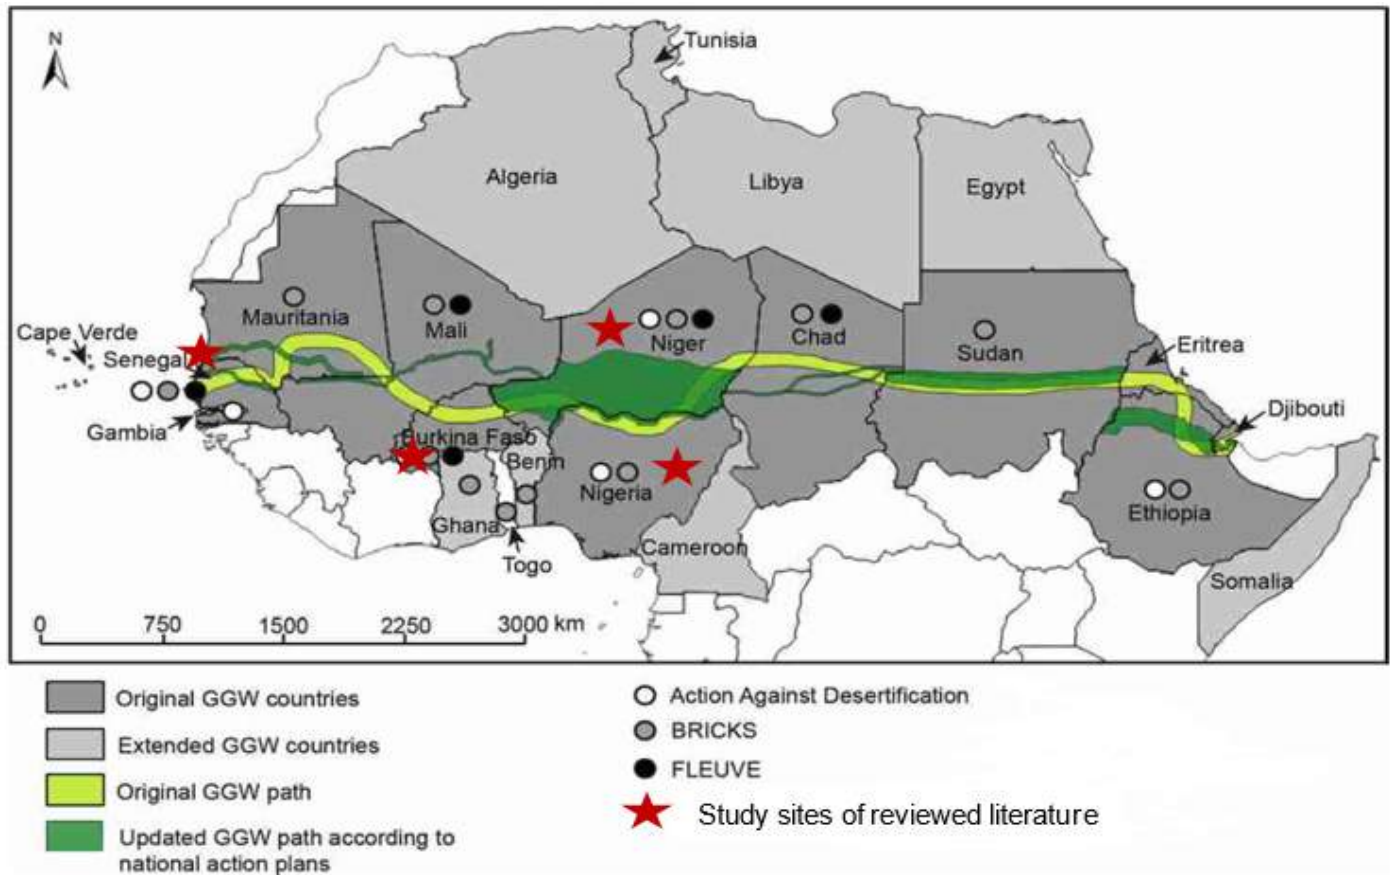 N
Tunisia
Algeria
Libya
Egypt
Mauritania
Mali
Niger
Chad
Sudan
Eritrea
Cape Verde
Senegal
Djibouti
Gambia
Burkina Faso
Benin
Nigeria
Ethiopia
Ghana
Cameroon
Togo
Somalia
0 750 1500 2250 3000 km
Original GGW countries
Extended GGW countries
Original GGW path
Updated GGW path according to
national action plans
Action Against Desertification
BRICKS
FLEUVE
Study sites of reviewed literature